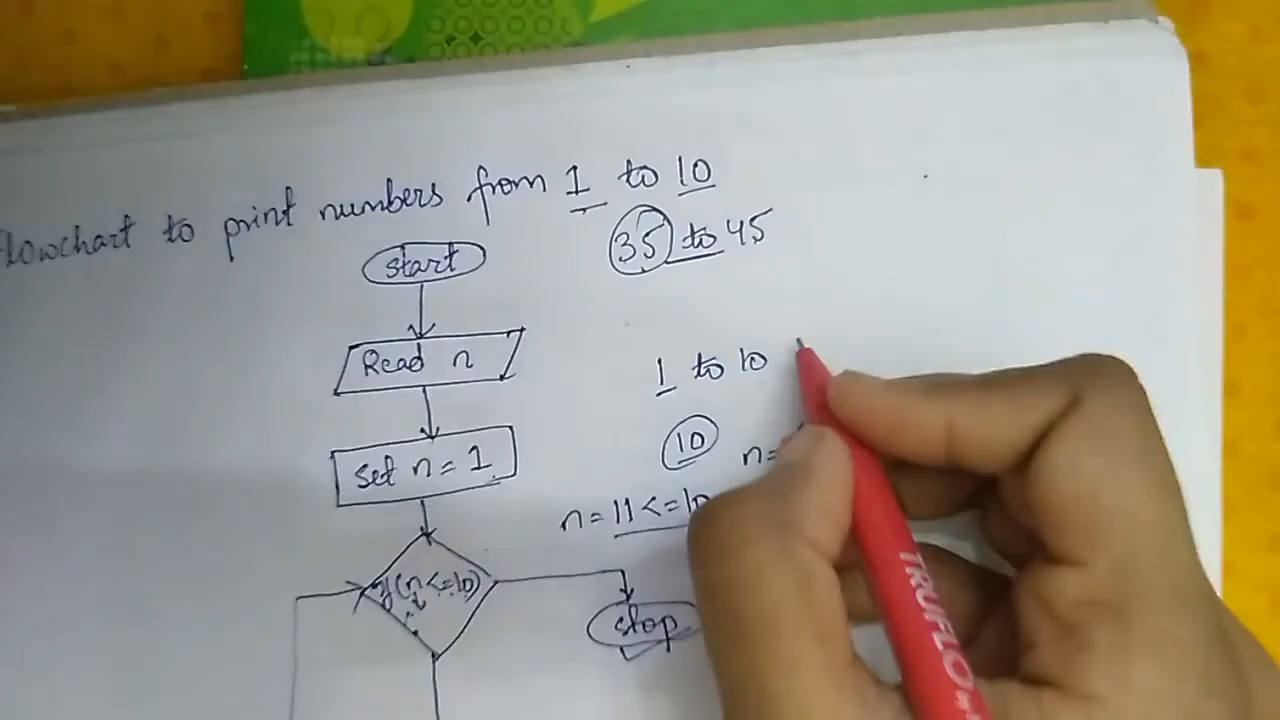 Flowchart to print numbers from 1 to 10
35 to 45
start
Read n
1 to 10
Set n = 1
10
n=
n = 11 <= 10
if (n <= 10)
stop
TRUFLO